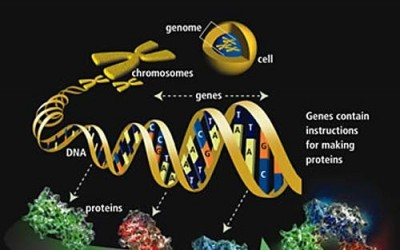 genome
chromosomes
cell
genes
Genes contain
instructions
for making
proteins
DNA
proteins